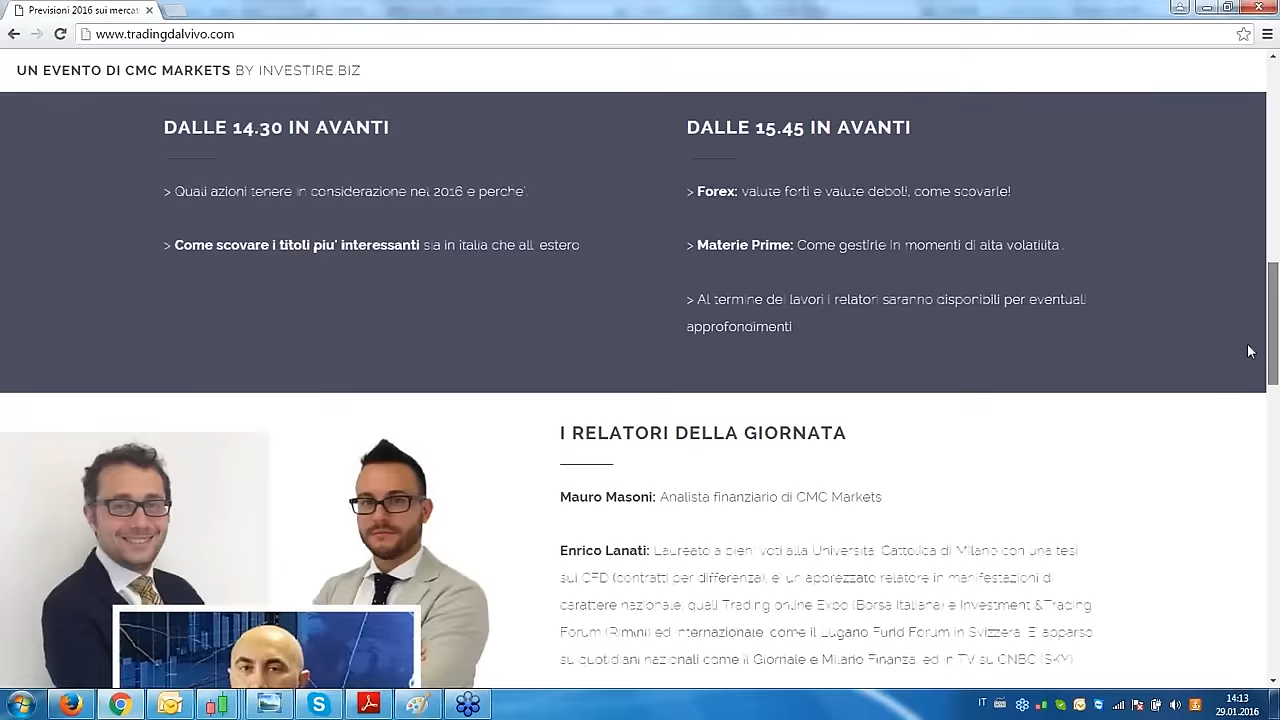 Previsioni 2016 sui mercat
www.tradingdalvivo.com
UN EVENTO DI CMC MARKETS BY INVESTIRE.BIZ
DALLE 14.30 IN AVANTI
> Quali azioni tenere in considerazione nel 2016 e perche'.
> Come scovare i titoli piu' interessanti sia in italia che all' estero
DALLE 15.45 IN AVANTI
> Forex: valute forti e valute deboli, come scovarle!
> Materie Prime: Come gestirle in momenti di alta volatilita'.
> Al termine dei lavori i relatori saranno disponibili per eventuali
approfondimenti
I RELATORI DELLA GIORNATA
Mauro Masoni: Analista finanziario di CMC Markets
Enrico Lanati: Laureato a pieni voti alla Universita' Cattolica di Milano con una tesi
sui CFD (contratti per differenza), e' un apprezzato relatore in manifestazioni di
carattere nazionale, quali Trading online Expo (Borsa Italiana) e Investment & Trading
Forum (Rimini) ed internazionale, come il Lugano Fund Forum in Svizzera. E' apparso
su quotidiani nazionali come il Giornale e Milano Finanza, ed in TV su CNBC (SKY)
IT
14:13
29.01.2016